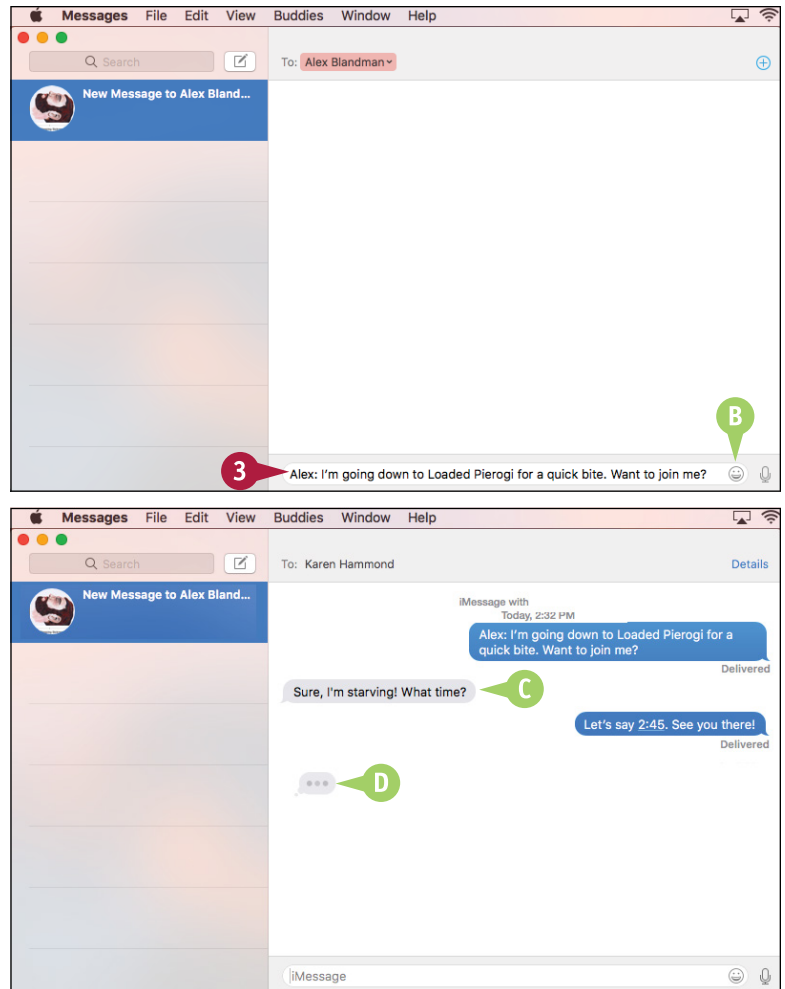 Messages File Edit View Buddies Window Help
Search
To: Alex Blandman
New Message to Alex Bland...
B
3
Alex: I'm going down to Loaded Pierogi for a quick bite. Want to join me?
Messages File Edit View Buddies Window Help
Search
To: Karen Hammond
Details
New Message to Alex Bland...
iMessage with
Today, 2:32 PM
Alex: I'm going down to Loaded Pierogi for a
quick bite. Want to join me?
Delivered
Sure, I'm starving! What time?
C
Let's say 2:45. See you there!
Delivered
D
iMessage